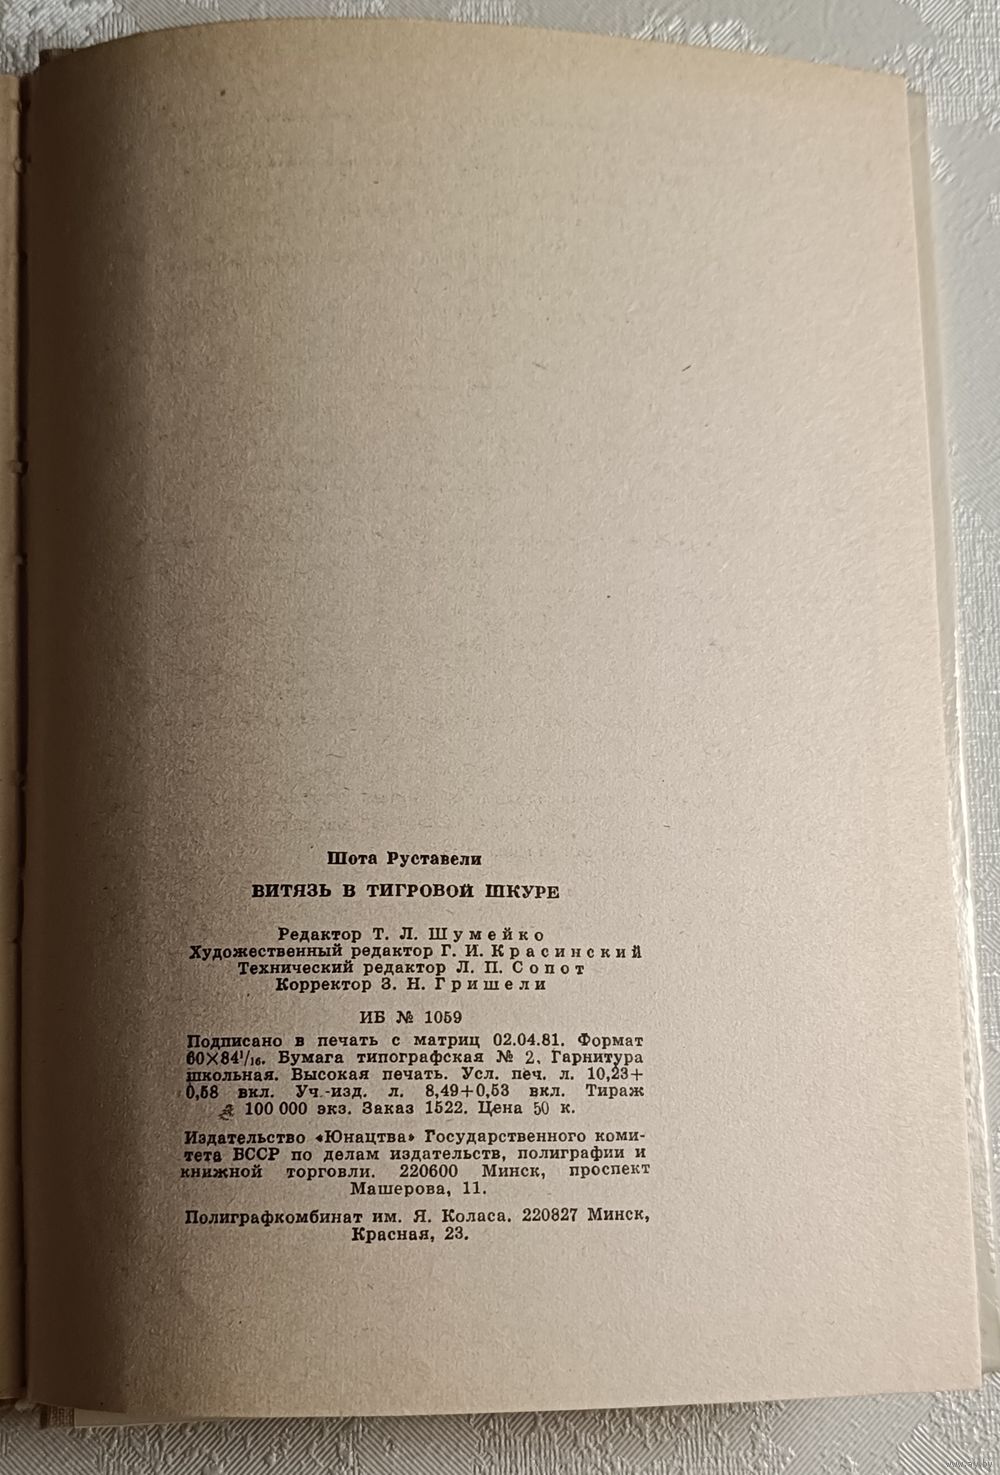 Шота Руставели
ВИТЯЗЬ В ТИГРОВОЙ ШКУРЕ
Редактор Т. Л. Шумейко
Художественный редактор Г. И. Красинский
Технический редактор Л. П. Сопот
Корректор З. Н. Гришели
ИБ № 1059
Подписано в печать с матриц 02.04.81. Формат
60×84¹/₁₆. Бумага типографская № 2. Гарнитура
школьная. Высокая печать. Усл. печ. л. 10,23+
0,58 вкл. Уч.-изд. л. 8,49+0,53 вкл. Тираж
100 000 экз. Заказ 1522. Цена 50 к.
Издательство «Юнацтва» Государственного коми-
тета БССР по делам издательств, полиграфии и
книжной торговли. 220600 Минск, проспект
Машерова, 11.
Полиграфкомбинат им. Я. Коласа. 220827 Минск,
Красная, 23.
www.ay.by